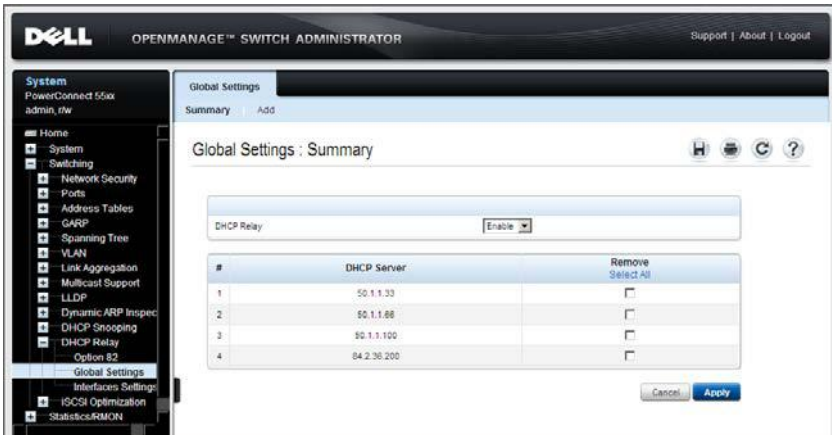 DELL
OPENMANAGE™ SWITCH ADMINISTRATOR
Support | About | Logout
System
PowerConnect 55xx
admin, r/w
Home
System
Switching
Network Security
Ports
Address Tables
GARP
Spanning Tree
VLAN
Link Aggregation
Multicast Support
LLDP
Dynamic ARP Inspec
DHCP Snooping
DHCP Relay
Option 82
Global Settings
Interfaces Settings
iSCSI Optimization
Statistics/RMON
Global Settings
Summary Add
Global Settings : Summary
DHCP Relay Enable
# DHCP Server Remove
Select All
1 50.1.1.33
2 50.1.1.66
3 50.1.1.100
4 84.2.36.200
Cancel Apply